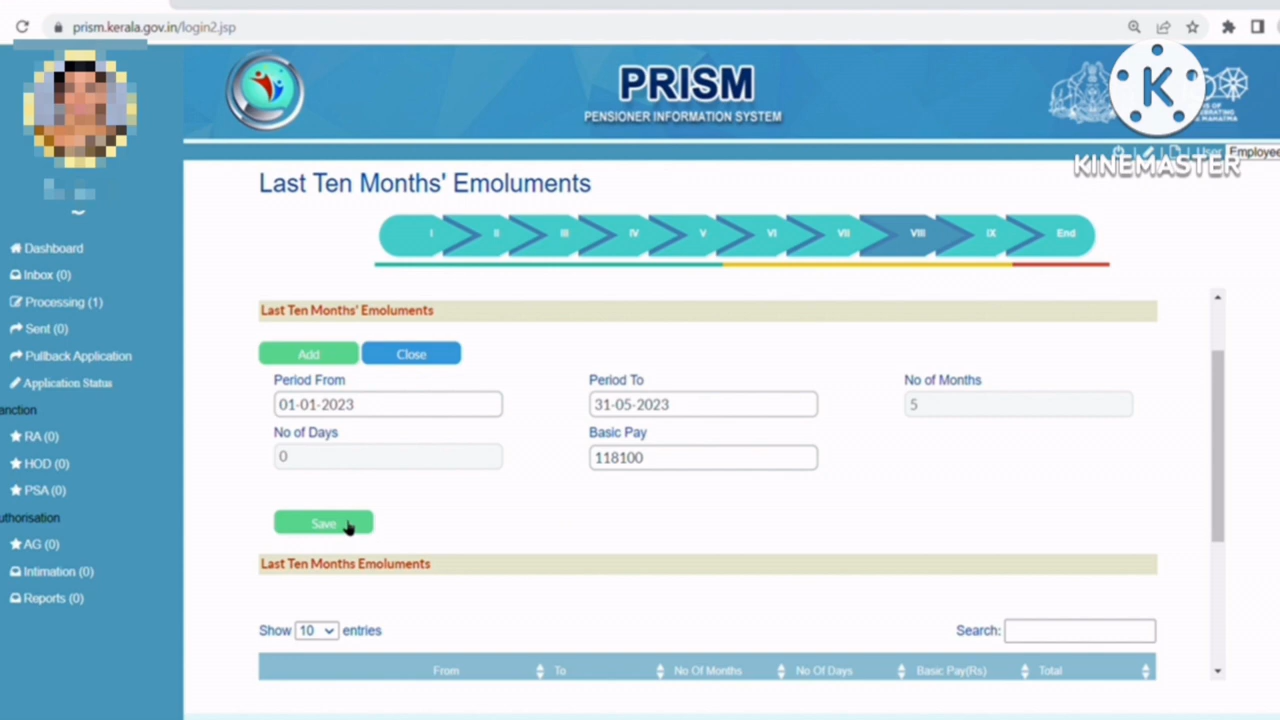 prism.kerala.gov.in/login2.jsp
PRISM
PENSIONER INFORMATION SYSTEM
K
KINEMASTER
User
Employee
Last Ten Months' Emoluments
I II III IV V VI VII VIII IX End
Dashboard
Inbox (0)
Processing (1)
Sent (0)
Pullback Application
Application Status
anction
RA (0)
HOD (0)
PSA (0)
uthorisation
AG (0)
Intimation (0)
Reports (0)
Last Ten Months' Emoluments
Add Close
Period From Period To No of Months
01-01-2023 31-05-2023 5
No of Days Basic Pay
0 118100
Save
Last Ten Months Emoluments
Show 10 entries Search:
From To No Of Months No Of Days Basic Pay(Rs) Total